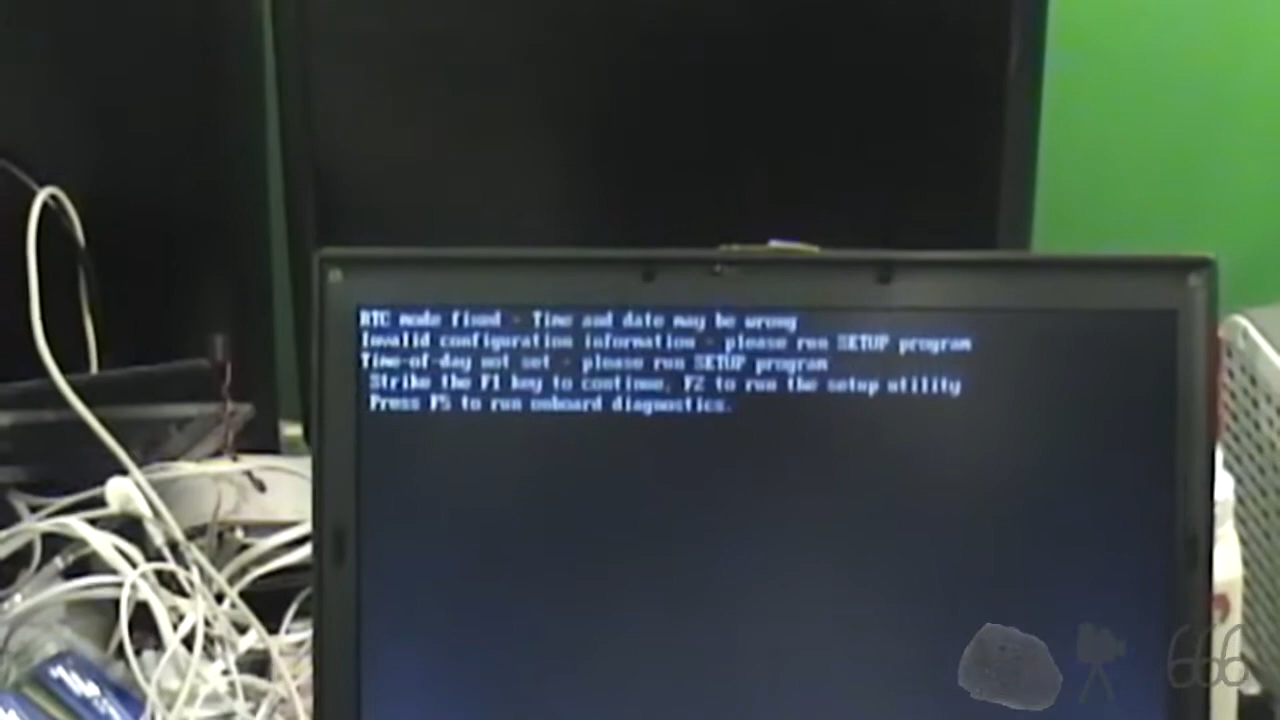 RTC mode fixed - Time and date may be wrong
Invalid configuration information - please run SETUP program
Time-of-day not set - please run SETUP program
Strike the F1 key to continue, F2 to run the setup utility
Press F5 to run onboard diagnostics.
666